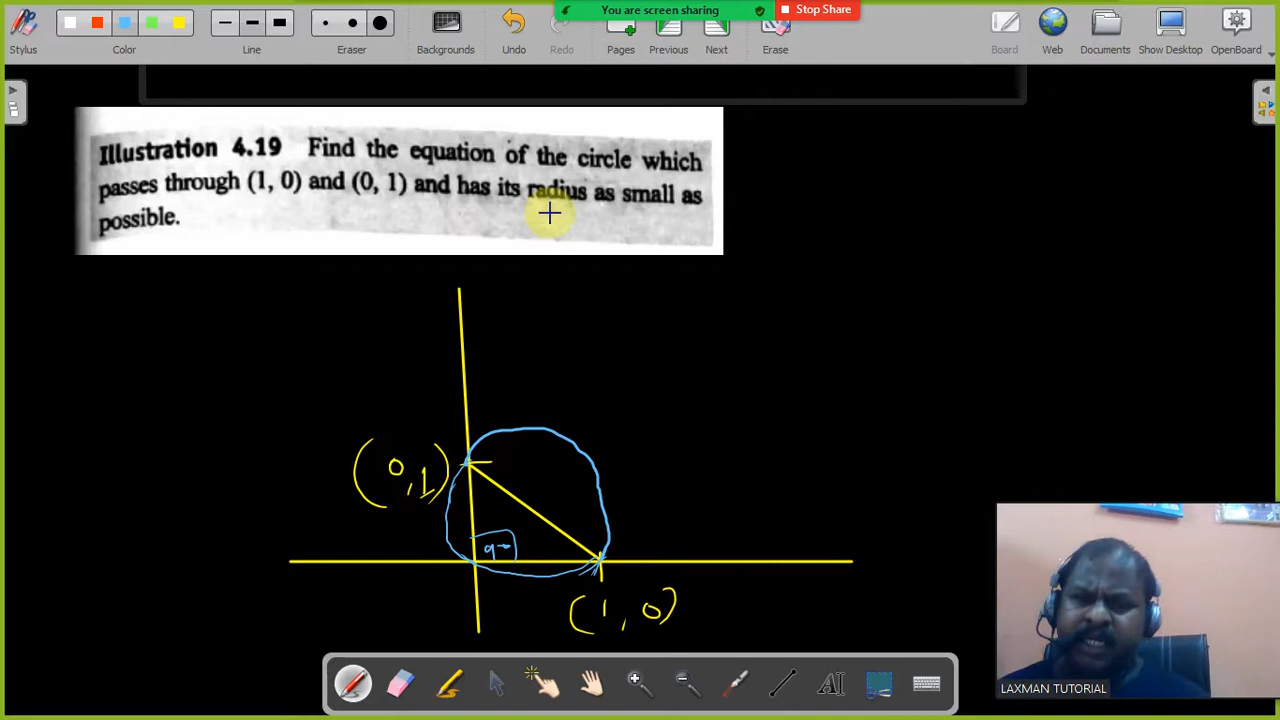 You are screen sharing Stop Share
Stylus Color Line Eraser Backgrounds Undo Redo Pages Previous Next Erase Board Web Documents Show Desktop OpenBoard
Illustration 4.19 Find the equation of the circle which
passes through (1, 0) and (0, 1) and has its radius as small as
possible.
(0,1)
90
(1, 0)
AI
LAXMAN TUTORIAL